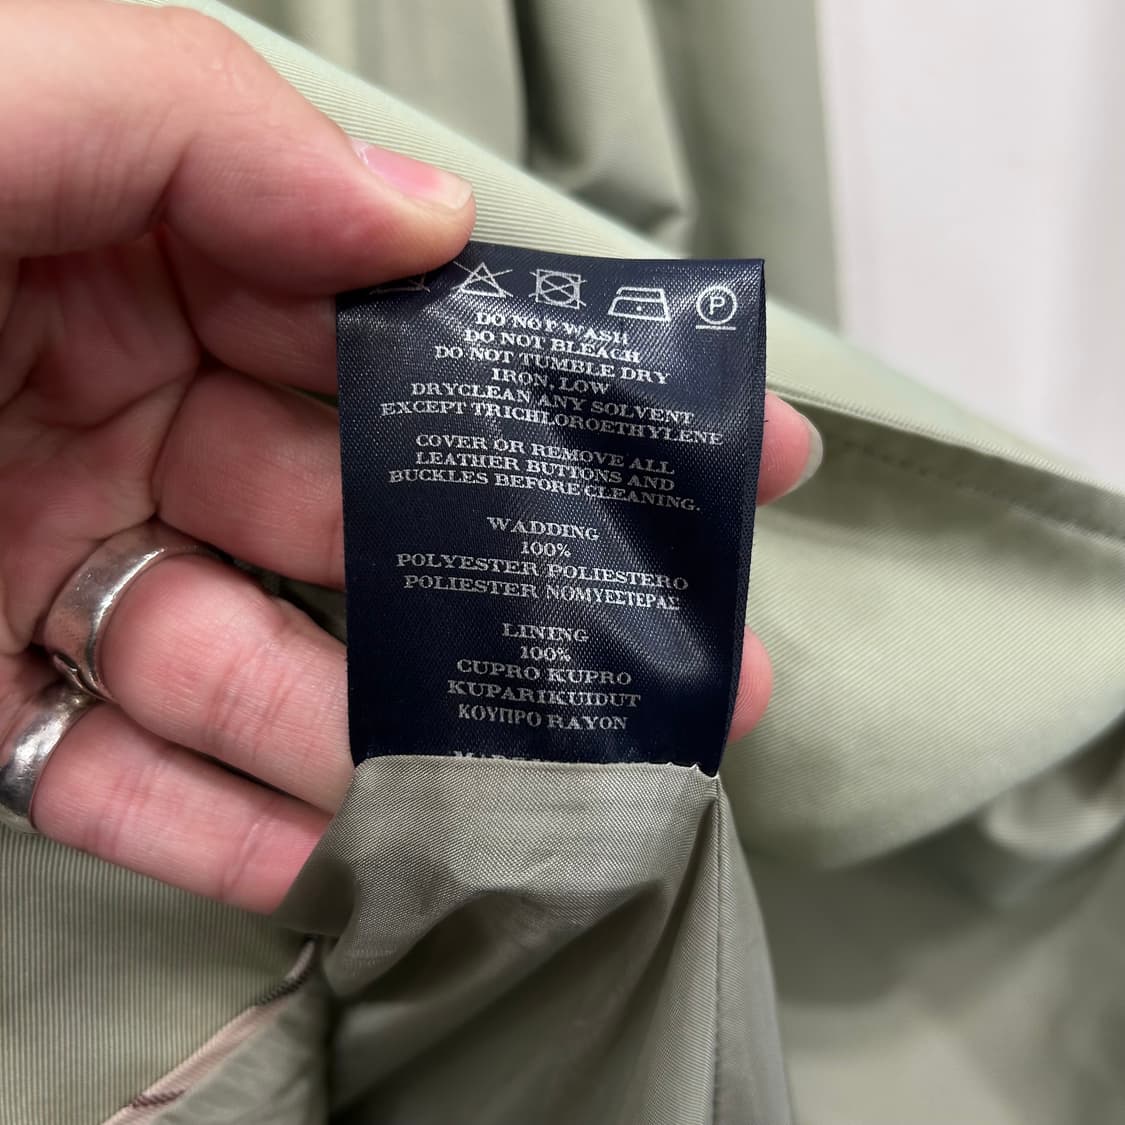 P
DO NOT WASH
DO NOT BLEACH
DO NOT TUMBLE DRY
IRON, LOW
DRYCLEAN ANY SOLVENT
EXCEPT TRICHLOROETHYLENE
COVER OR REMOVE ALL
LEATHER BUTTONS AND
BUCKLES BEFORE CLEANING.
WADDING
100%
POLYESTER POLIESTERO
POLIESTER ΝΟΜΥΕΣΤΕΡΑΣ
LINING
100%
CUPRO KUPRO
KUPARIKUIDUT
ΚΟΥΠΡΟ RAYON